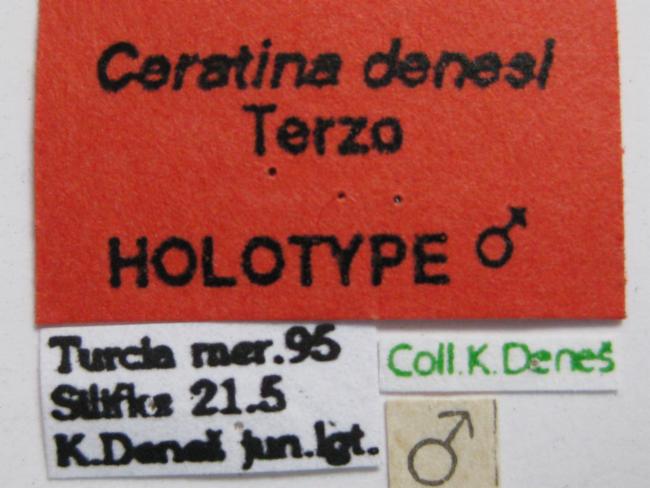 Ceratina denesi
Terzo
HOLOTYPE ♂
Turcia mer.95
Silifke 21.5
K.Deneš jun.lgt.
Coll.K.Deneš
♂